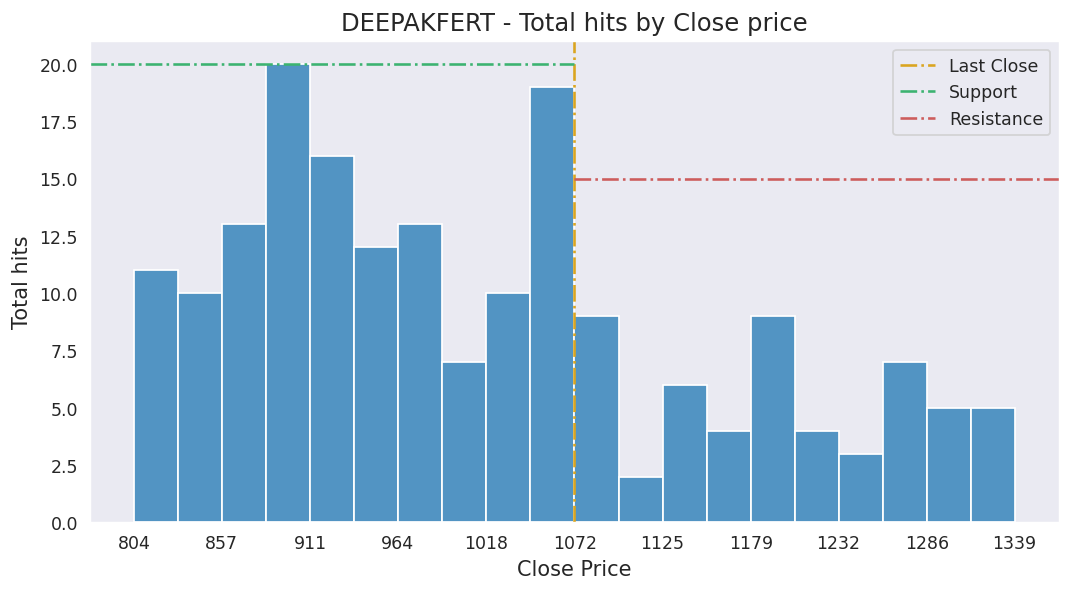 DEEPAKFERT - Total hits by Close price
Last Close
Support
Resistance
Total hits
20.0
17.5
15.0
12.5
10.0
7.5
5.0
2.5
0.0
804 857 911 964 1018 1072 1125 1179 1232 1286 1339
Close Price